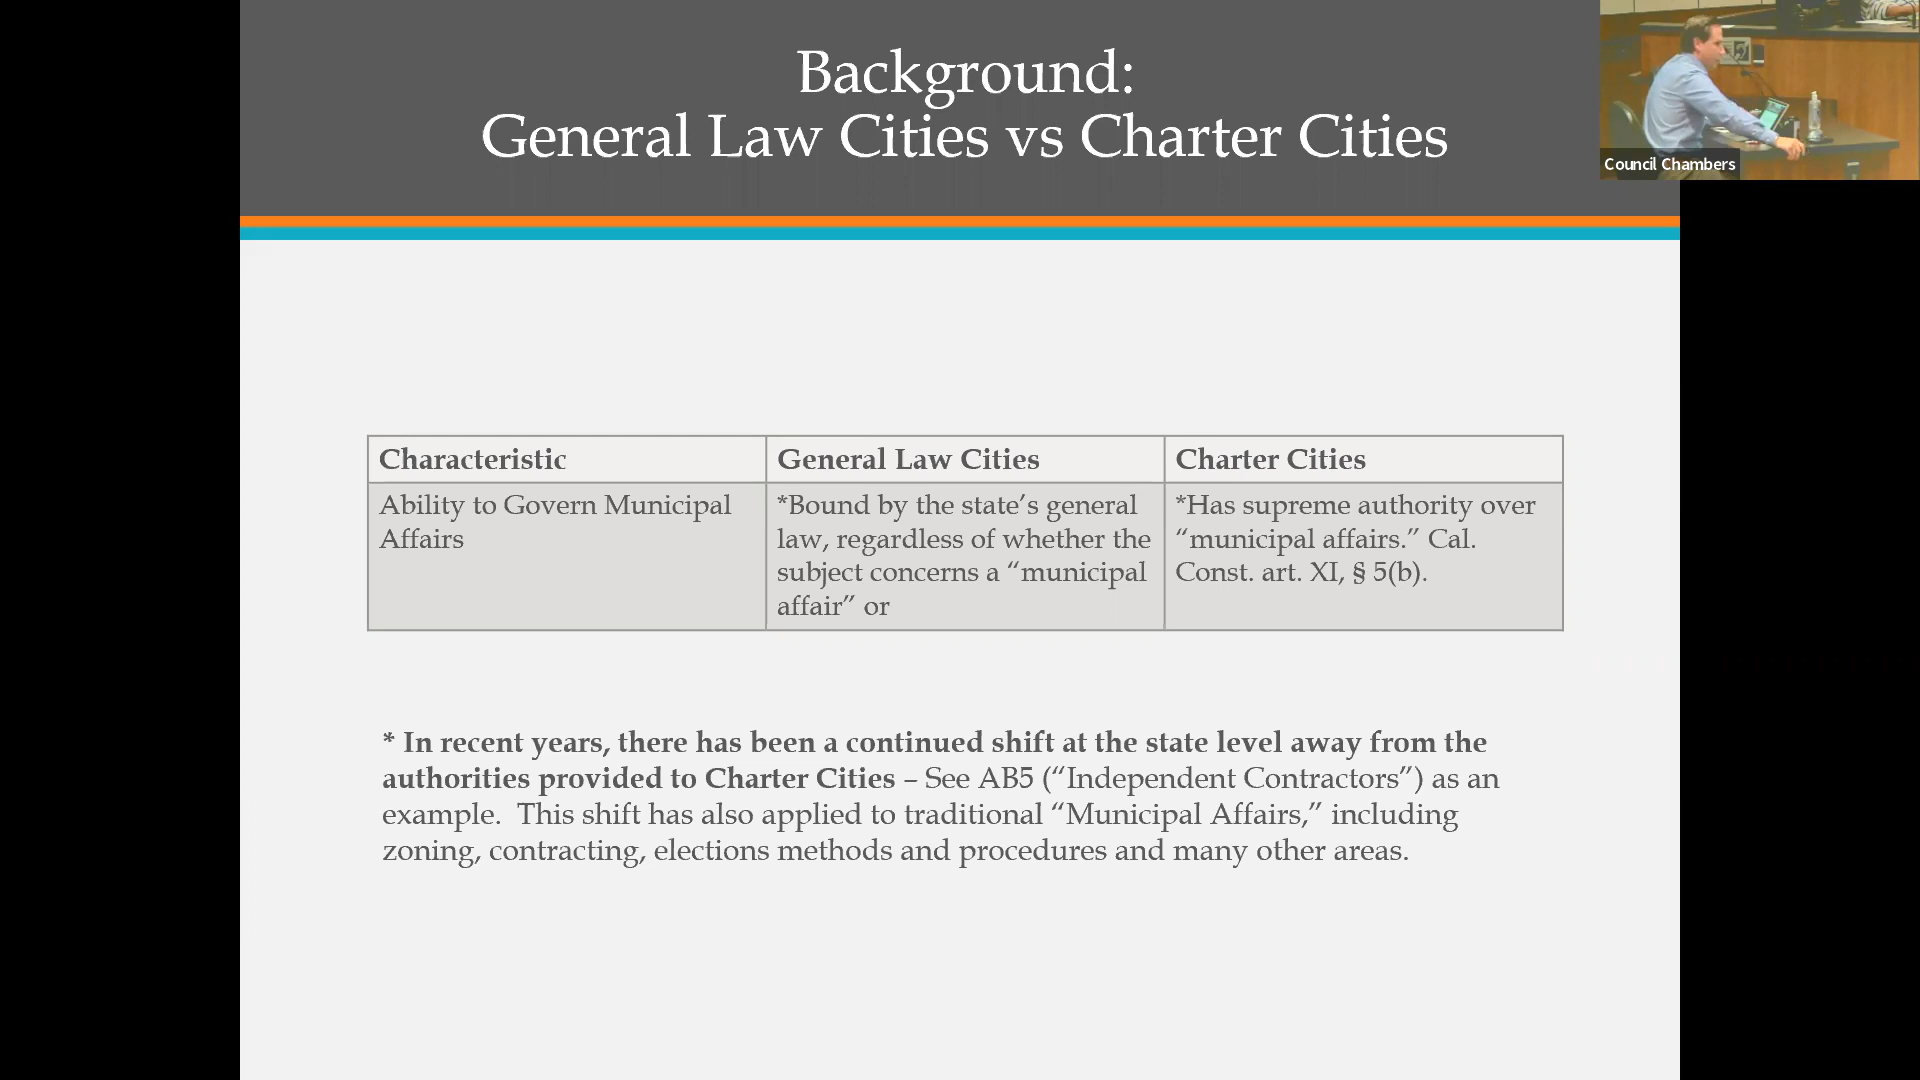 Background:
General Law Cities vs Charter Cities
Council Chambers
Characteristic
General Law Cities
Charter Cities
Ability to Govern Municipal
Affairs
*Bound by the state’s general
law, regardless of whether the
subject concerns a “municipal
affair” or
*Has supreme authority over
“municipal affairs.” Cal.
Const. art. XI, § 5(b).
* In recent years, there has been a continued shift at the state level away from the
authorities provided to Charter Cities – See AB5 (“Independent Contractors”) as an
example.  This shift has also applied to traditional “Municipal Affairs,” including
zoning, contracting, elections methods and procedures and many other areas.